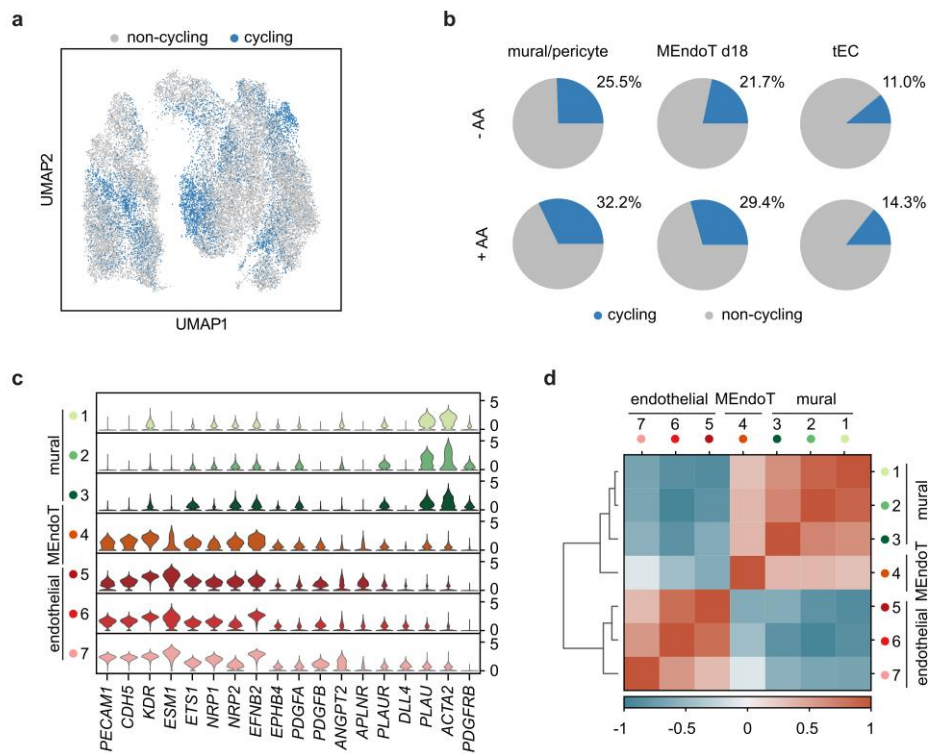 a
non-cycling cycling
UMAP2
UMAP1
b
mural/pericyte MEndoT d18 tEC
- AA
25.5% 21.7% 11.0%
+ AA
32.2% 29.4% 14.3%
cycling non-cycling
c
mural
MEndoT
endothelial
1
5
0
2
5
0
3
5
0
4
5
0
5
5
0
6
5
0
7
5
0
PECAM1 CDH5 KDR ESM1 ETS1 NRP1 NRP2 EFNB2 EPHB4 PDGFA PDGFB ANGPT2 APLNR PLAUR DLL4 PLAU ACTA2 PDGFRB
d
endothelial MEndoT mural
7 6 5 4 3 2 1
1
2
3
4
5
6
7
mural
MEndoT
endothelial
-1 -0.5 0 0.5 1